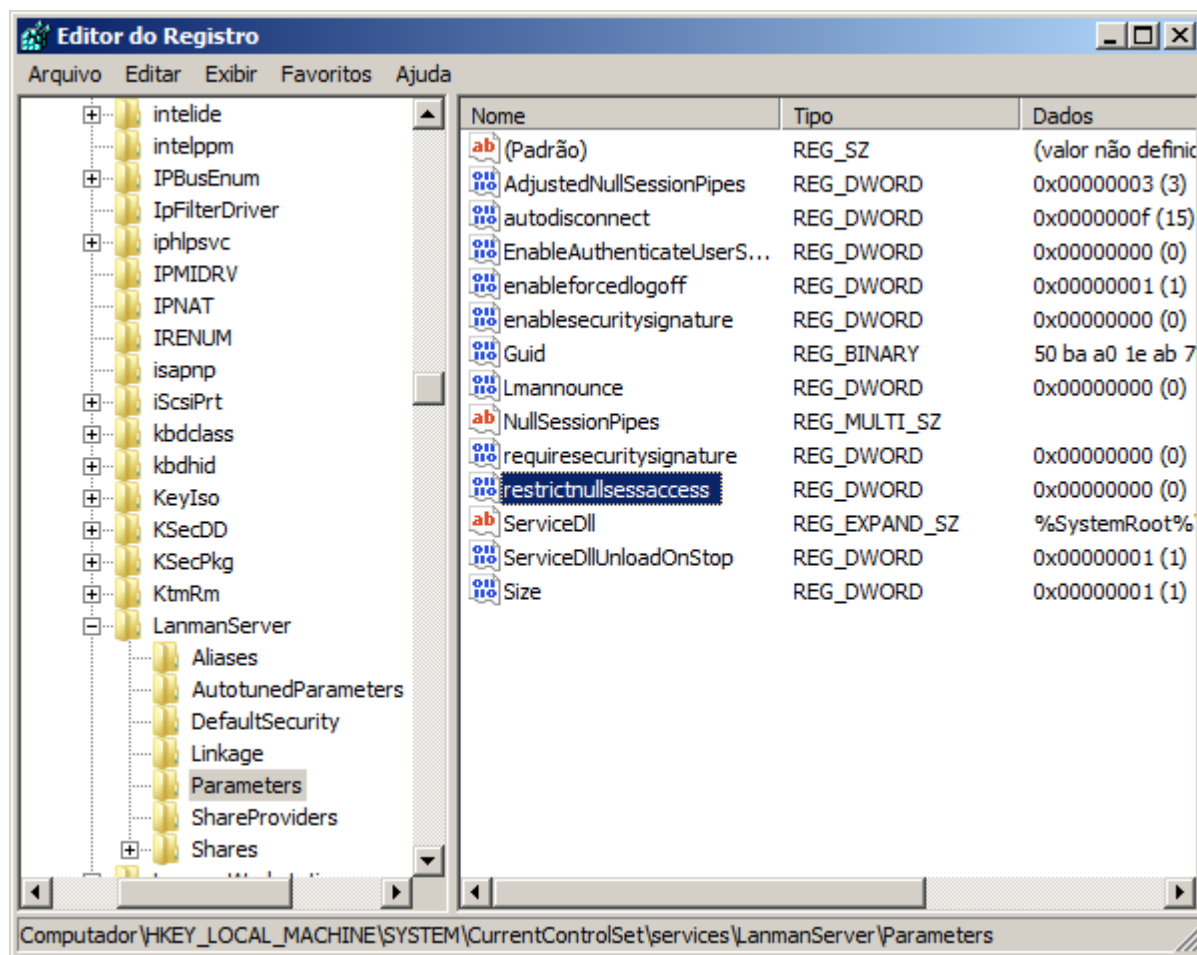 Editor do Registro
Arquivo Editar Exibir Favoritos Ajuda
intelide
intelppm
IPBusEnum
IpFilterDriver
iphlpsvc
IPMIDRV
IPNAT
IRENUM
isapnp
iScsiPrt
kbdclass
kbdhid
KeyIso
KSecDD
KSecPkg
KtmRm
LanmanServer
Aliases
AutotunedParameters
DefaultSecurity
Linkage
Parameters
ShareProviders
Shares
Nome Tipo Dados
(Padrão) REG_SZ (valor não definic
AdjustedNullSessionPipes REG_DWORD 0x00000003 (3)
autodisconnect REG_DWORD 0x0000000f (15)
EnableAuthenticateUserS... REG_DWORD 0x00000000 (0)
enableforcedlogoff REG_DWORD 0x00000001 (1)
enablesecuritysignature REG_DWORD 0x00000000 (0)
Guid REG_BINARY 50 ba a0 1e ab 7
Lmannounce REG_DWORD 0x00000000 (0)
NullSessionPipes REG_MULTI_SZ
requiresecuritysignature REG_DWORD 0x00000000 (0)
restrictnullsessaccess REG_DWORD 0x00000000 (0)
ServiceDll REG_EXPAND_SZ %SystemRoot%
ServiceDllUnloadOnStop REG_DWORD 0x00000001 (1)
Size REG_DWORD 0x00000001 (1)
Computador\HKEY_LOCAL_MACHINE\SYSTEM\CurrentControlSet\services\LanmanServer\Parameters